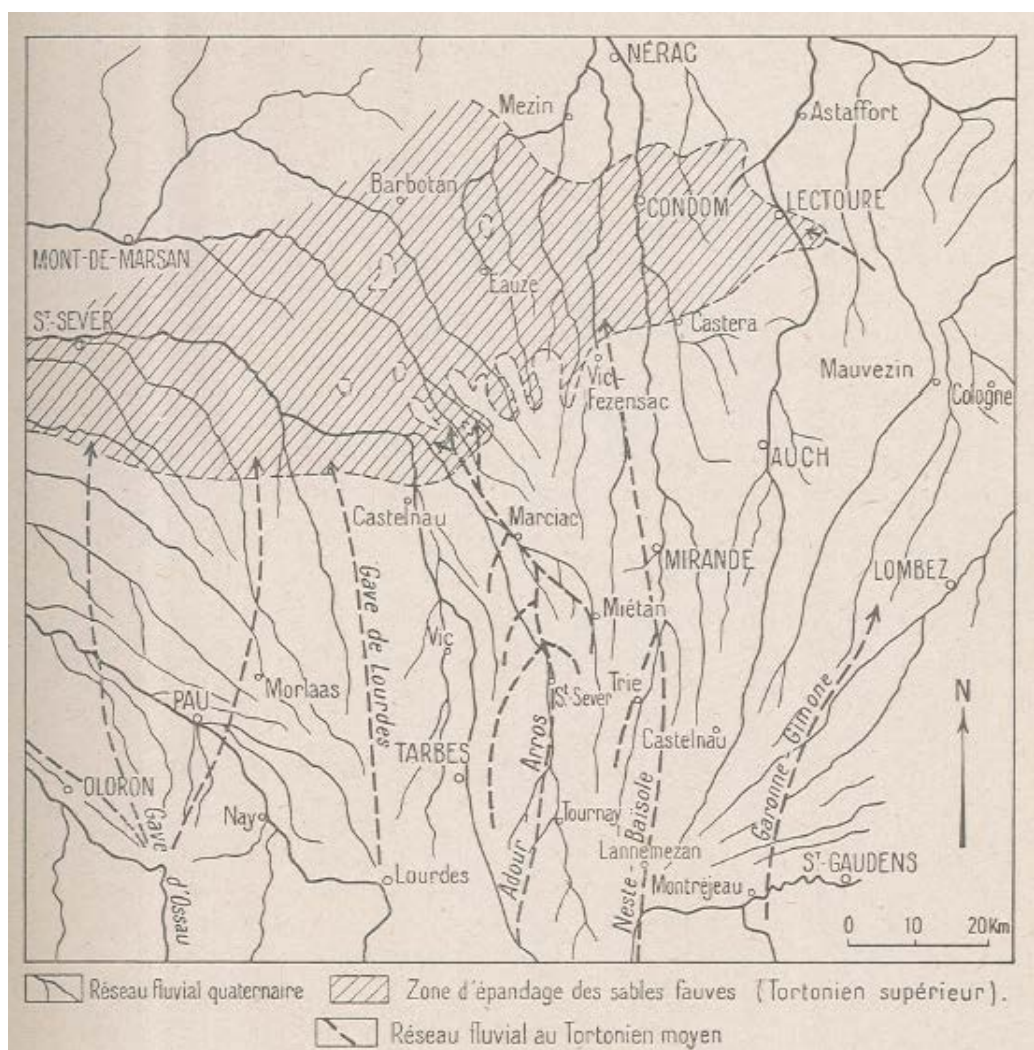 NÉRAC
Mezin
Astaffort
Barbotan
CONDOM
LECTOURE
MONT-DE-MARSAN
Eauze
St-SEVER
Castera
Vic-
Fezensac
Mauvezin
Cologne
AUCH
Castelnau
Marciac
MIRANDE
LOMBEZ
Gave de Lourdes
Miétan
Vic
Morlaas
St-Sever
Trie
N
PAU
Castelnau
TARBES
Arros
Garonne-Gimone
OLORON
Gave
d'Ossau
Nay
Tournay
Neste-Baïsole
Lannemezan
Adour
Lourdes
Montréjeau
St-GAUDENS
0 10 20 Km
Réseau fluvial quaternaire Zone d'épandage des sables fauves (Tortonien supérieur).
Réseau fluvial au Tortonien moyen